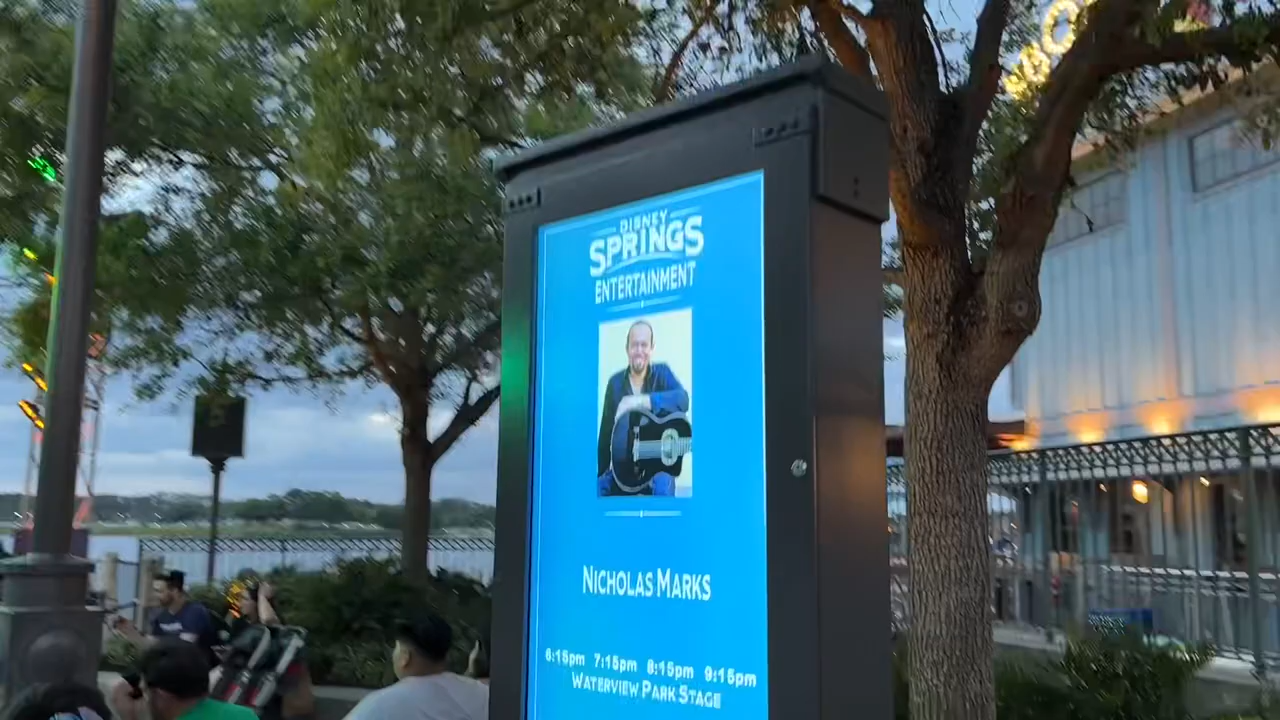 DISNEY
SPRINGS
ENTERTAINMENT
NICHOLAS MARKS
6:15pm 7:15pm 8:15pm 9:15pm
WATERVIEW PARK STAGE